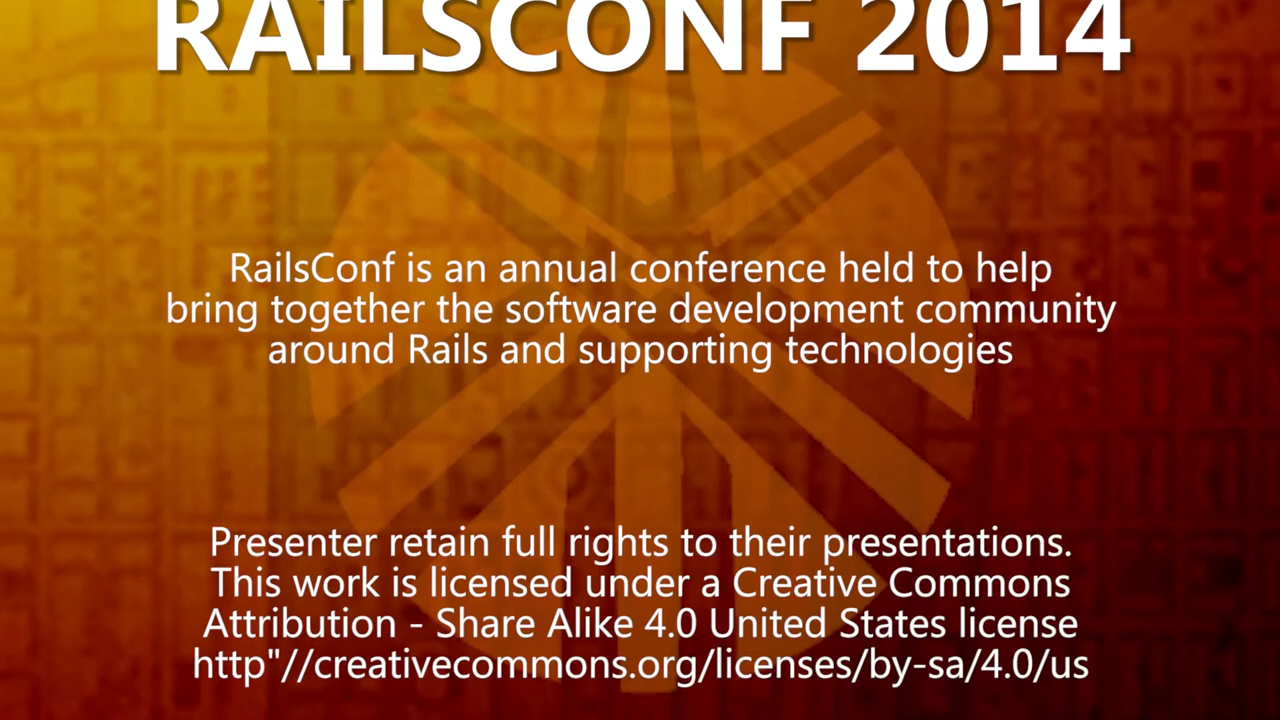 RAILSCONF 2014
RailsConf is an annual conference held to help
bring together the software development community
around Rails and supporting technologies
Presenter retain full rights to their presentations.
This work is licensed under a Creative Commons
Attribution - Share Alike 4.0 United States license
http"//creativecommons.org/licenses/by-sa/4.0/us